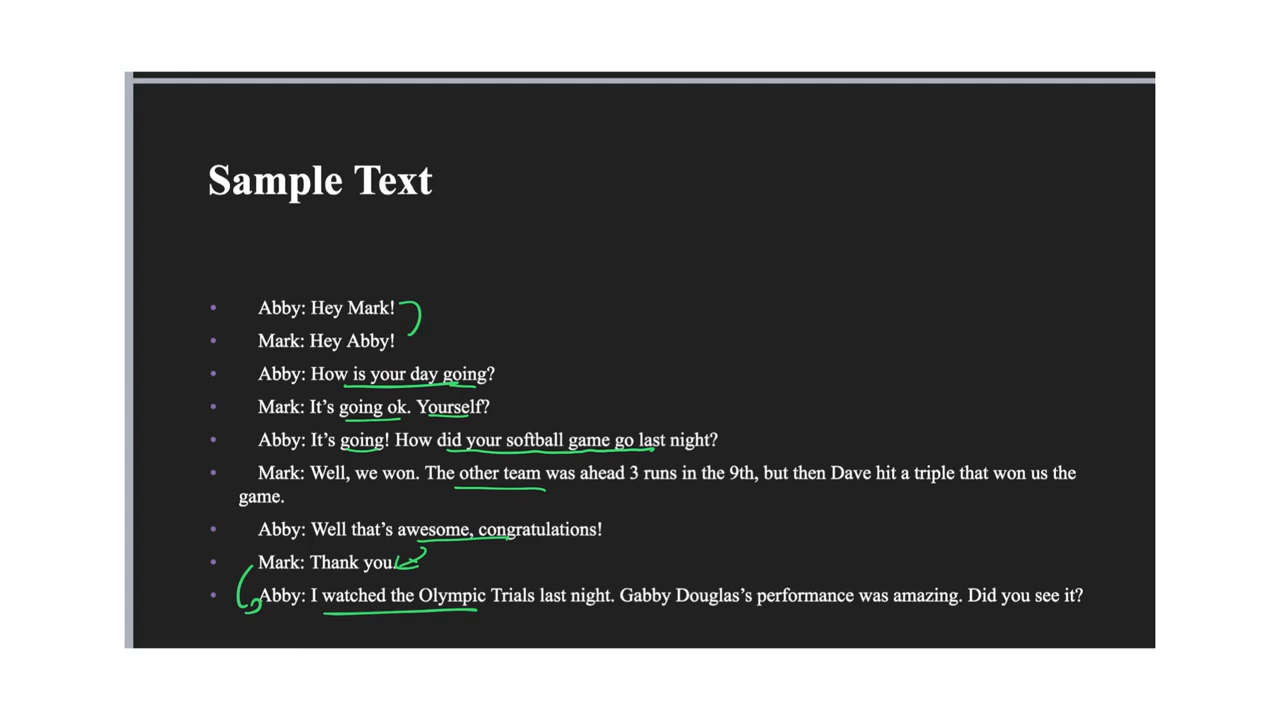 Sample Text
• Abby: Hey Mark!
• Mark: Hey Abby!
• Abby: How is your day going?
• Mark: It’s going ok. Yourself?
• Abby: It’s going! How did your softball game go last night?
• Mark: Well, we won. The other team was ahead 3 runs in the 9th, but then Dave hit a triple that won us the
game.
• Abby: Well that’s awesome, congratulations!
• Mark: Thank you.
• Abby: I watched the Olympic Trials last night. Gabby Douglas’s performance was amazing. Did you see it?